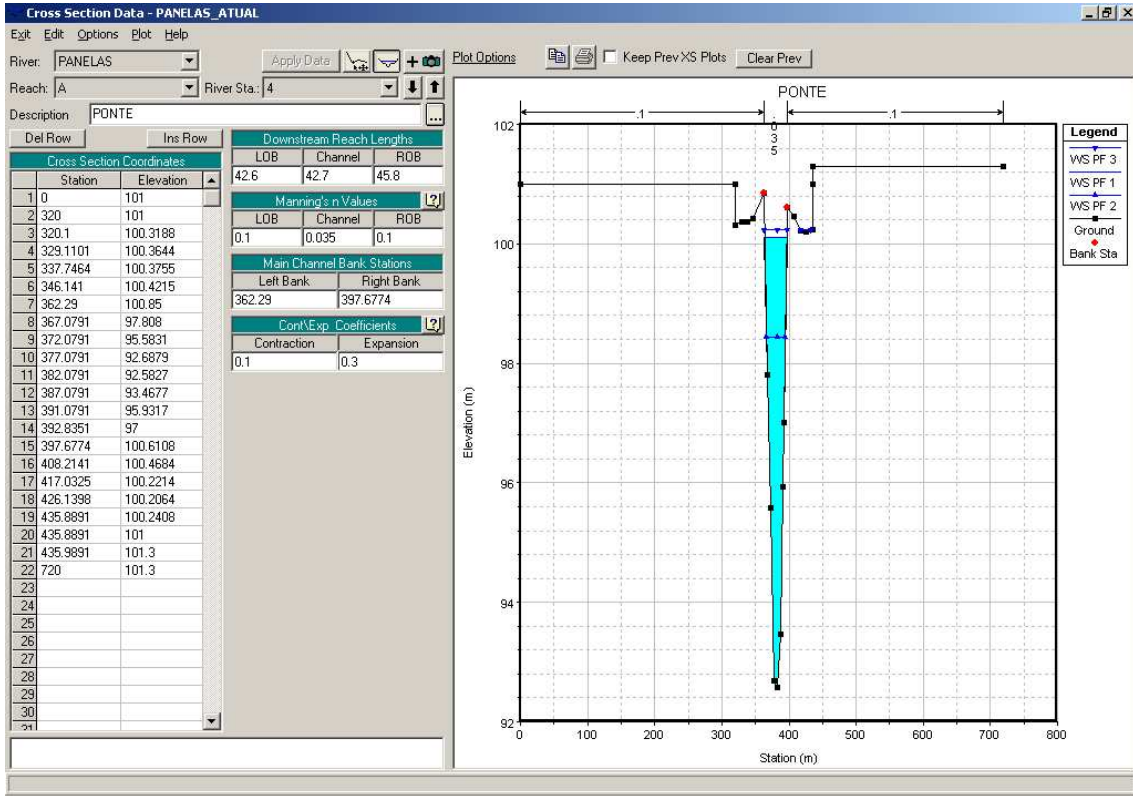 Cross Section Data - PANELAS_ATUAL
Exit Edit Options Plot Help
River: PANELAS Apply Data
Reach: A River Sta.: 4
Description PONTE ...
Del Row Ins Row
Cross Section Coordinates
Station Elevation
1 0 101
2 320 101
3 320.1 100.3188
4 329.1101 100.3644
5 337.7464 100.3755
6 346.141 100.4215
7 362.29 100.85
8 367.0791 97.808
9 372.0791 95.5831
10 377.0791 92.6879
11 382.0791 92.5827
12 387.0791 93.4677
13 391.0791 95.9317
14 392.8351 97
15 397.6774 100.6108
16 408.2141 100.4684
17 417.0325 100.2214
18 426.1398 100.2064
19 435.8891 100.2408
20 435.8891 101
21 435.9891 101.3
22 720 101.3
23
24
25
26
27
28
29
30
31
Downstream Reach Lengths
LOB Channel ROB
42.6 42.7 45.8
Manning's n Values
LOB Channel ROB
0.1 0.035 0.1
Main Channel Bank Stations
Left Bank Right Bank
362.29 397.6774
Cont\Exp Coefficients
Contraction Expansion
0.1 0.3
Plot Options Keep Prev XS Plots Clear Prev
PONTE
.1 .035 .1
102
100
98
96
94
92
Elevation (m)
0 100 200 300 400 500 600 700 800
Station (m)
Legend
WS PF 3
WS PF 1
WS PF 2
Ground
Bank Sta